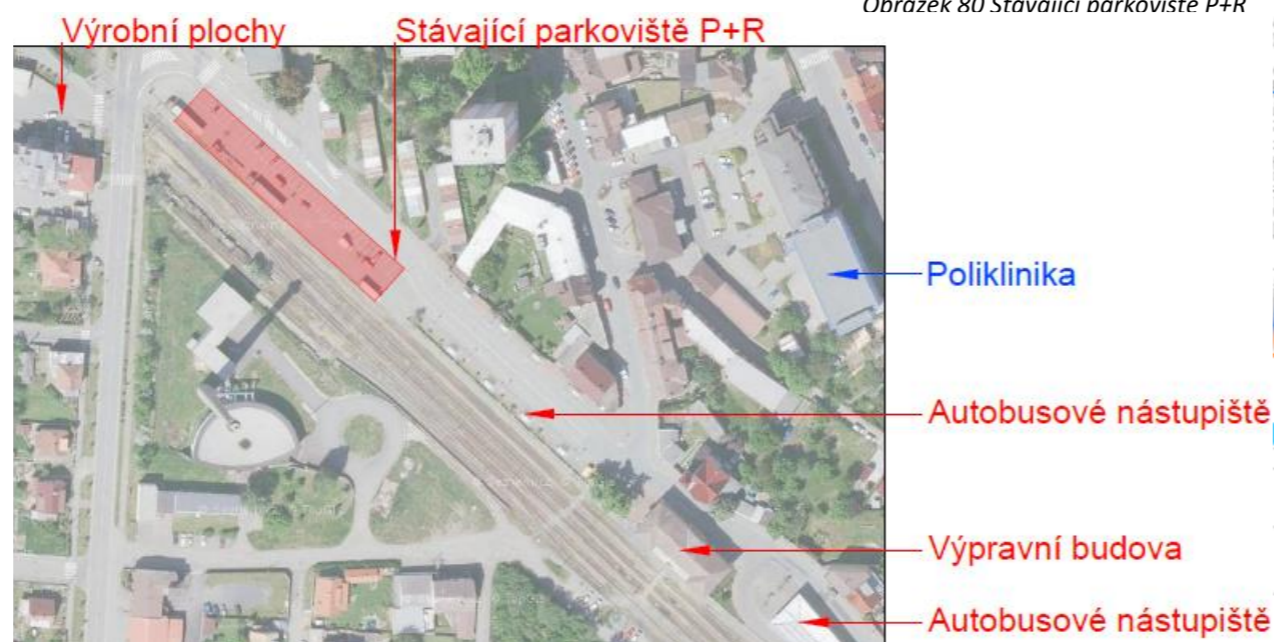 Obrázek 80 Stávající parkoviště P+R
Výrobní plochy
Stávající parkoviště P+R
Poliklinika
Autobusové nástupiště
Výpravní budova
Autobusové nástupiště